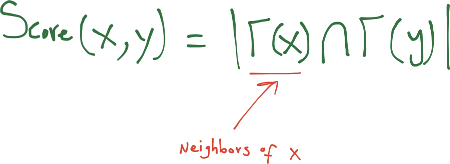 Score(x,y) = |Γ(x)∩Γ(y)|
Neighbors of x